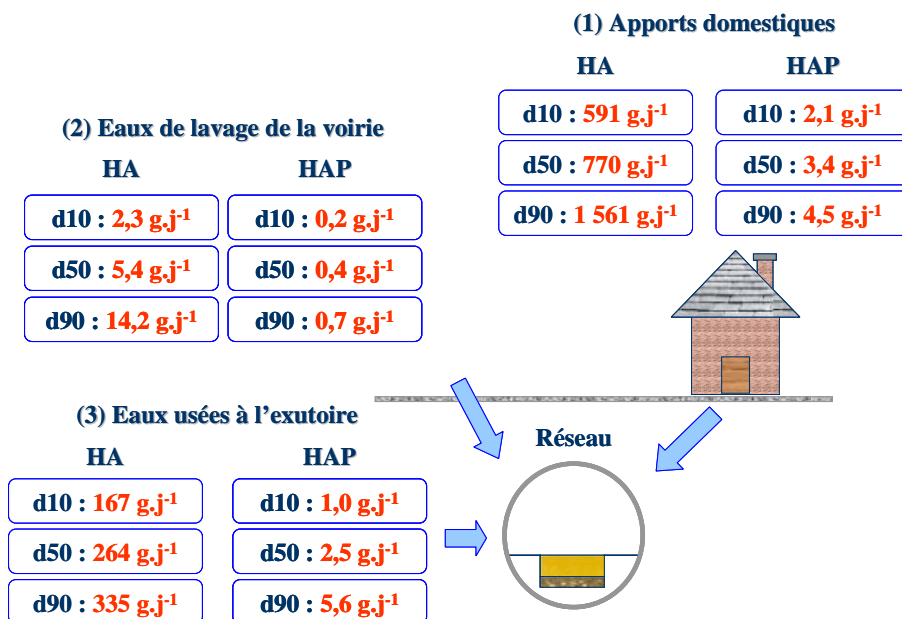 (1) Apports domestiques
HA HAP
d10 : 591 g.j-1 d10 : 2,1 g.j-1
d50 : 770 g.j-1 d50 : 3,4 g.j-1
d90 : 1 561 g.j-1 d90 : 4,5 g.j-1
(2) Eaux de lavage de la voirie
HA HAP
d10 : 2,3 g.j-1 d10 : 0,2 g.j-1
d50 : 5,4 g.j-1 d50 : 0,4 g.j-1
d90 : 14,2 g.j-1 d90 : 0,7 g.j-1
(3) Eaux usées à l’exutoire
HA HAP
d10 : 167 g.j-1 d10 : 1,0 g.j-1
d50 : 264 g.j-1 d50 : 2,5 g.j-1
d90 : 335 g.j-1 d90 : 5,6 g.j-1
Réseau